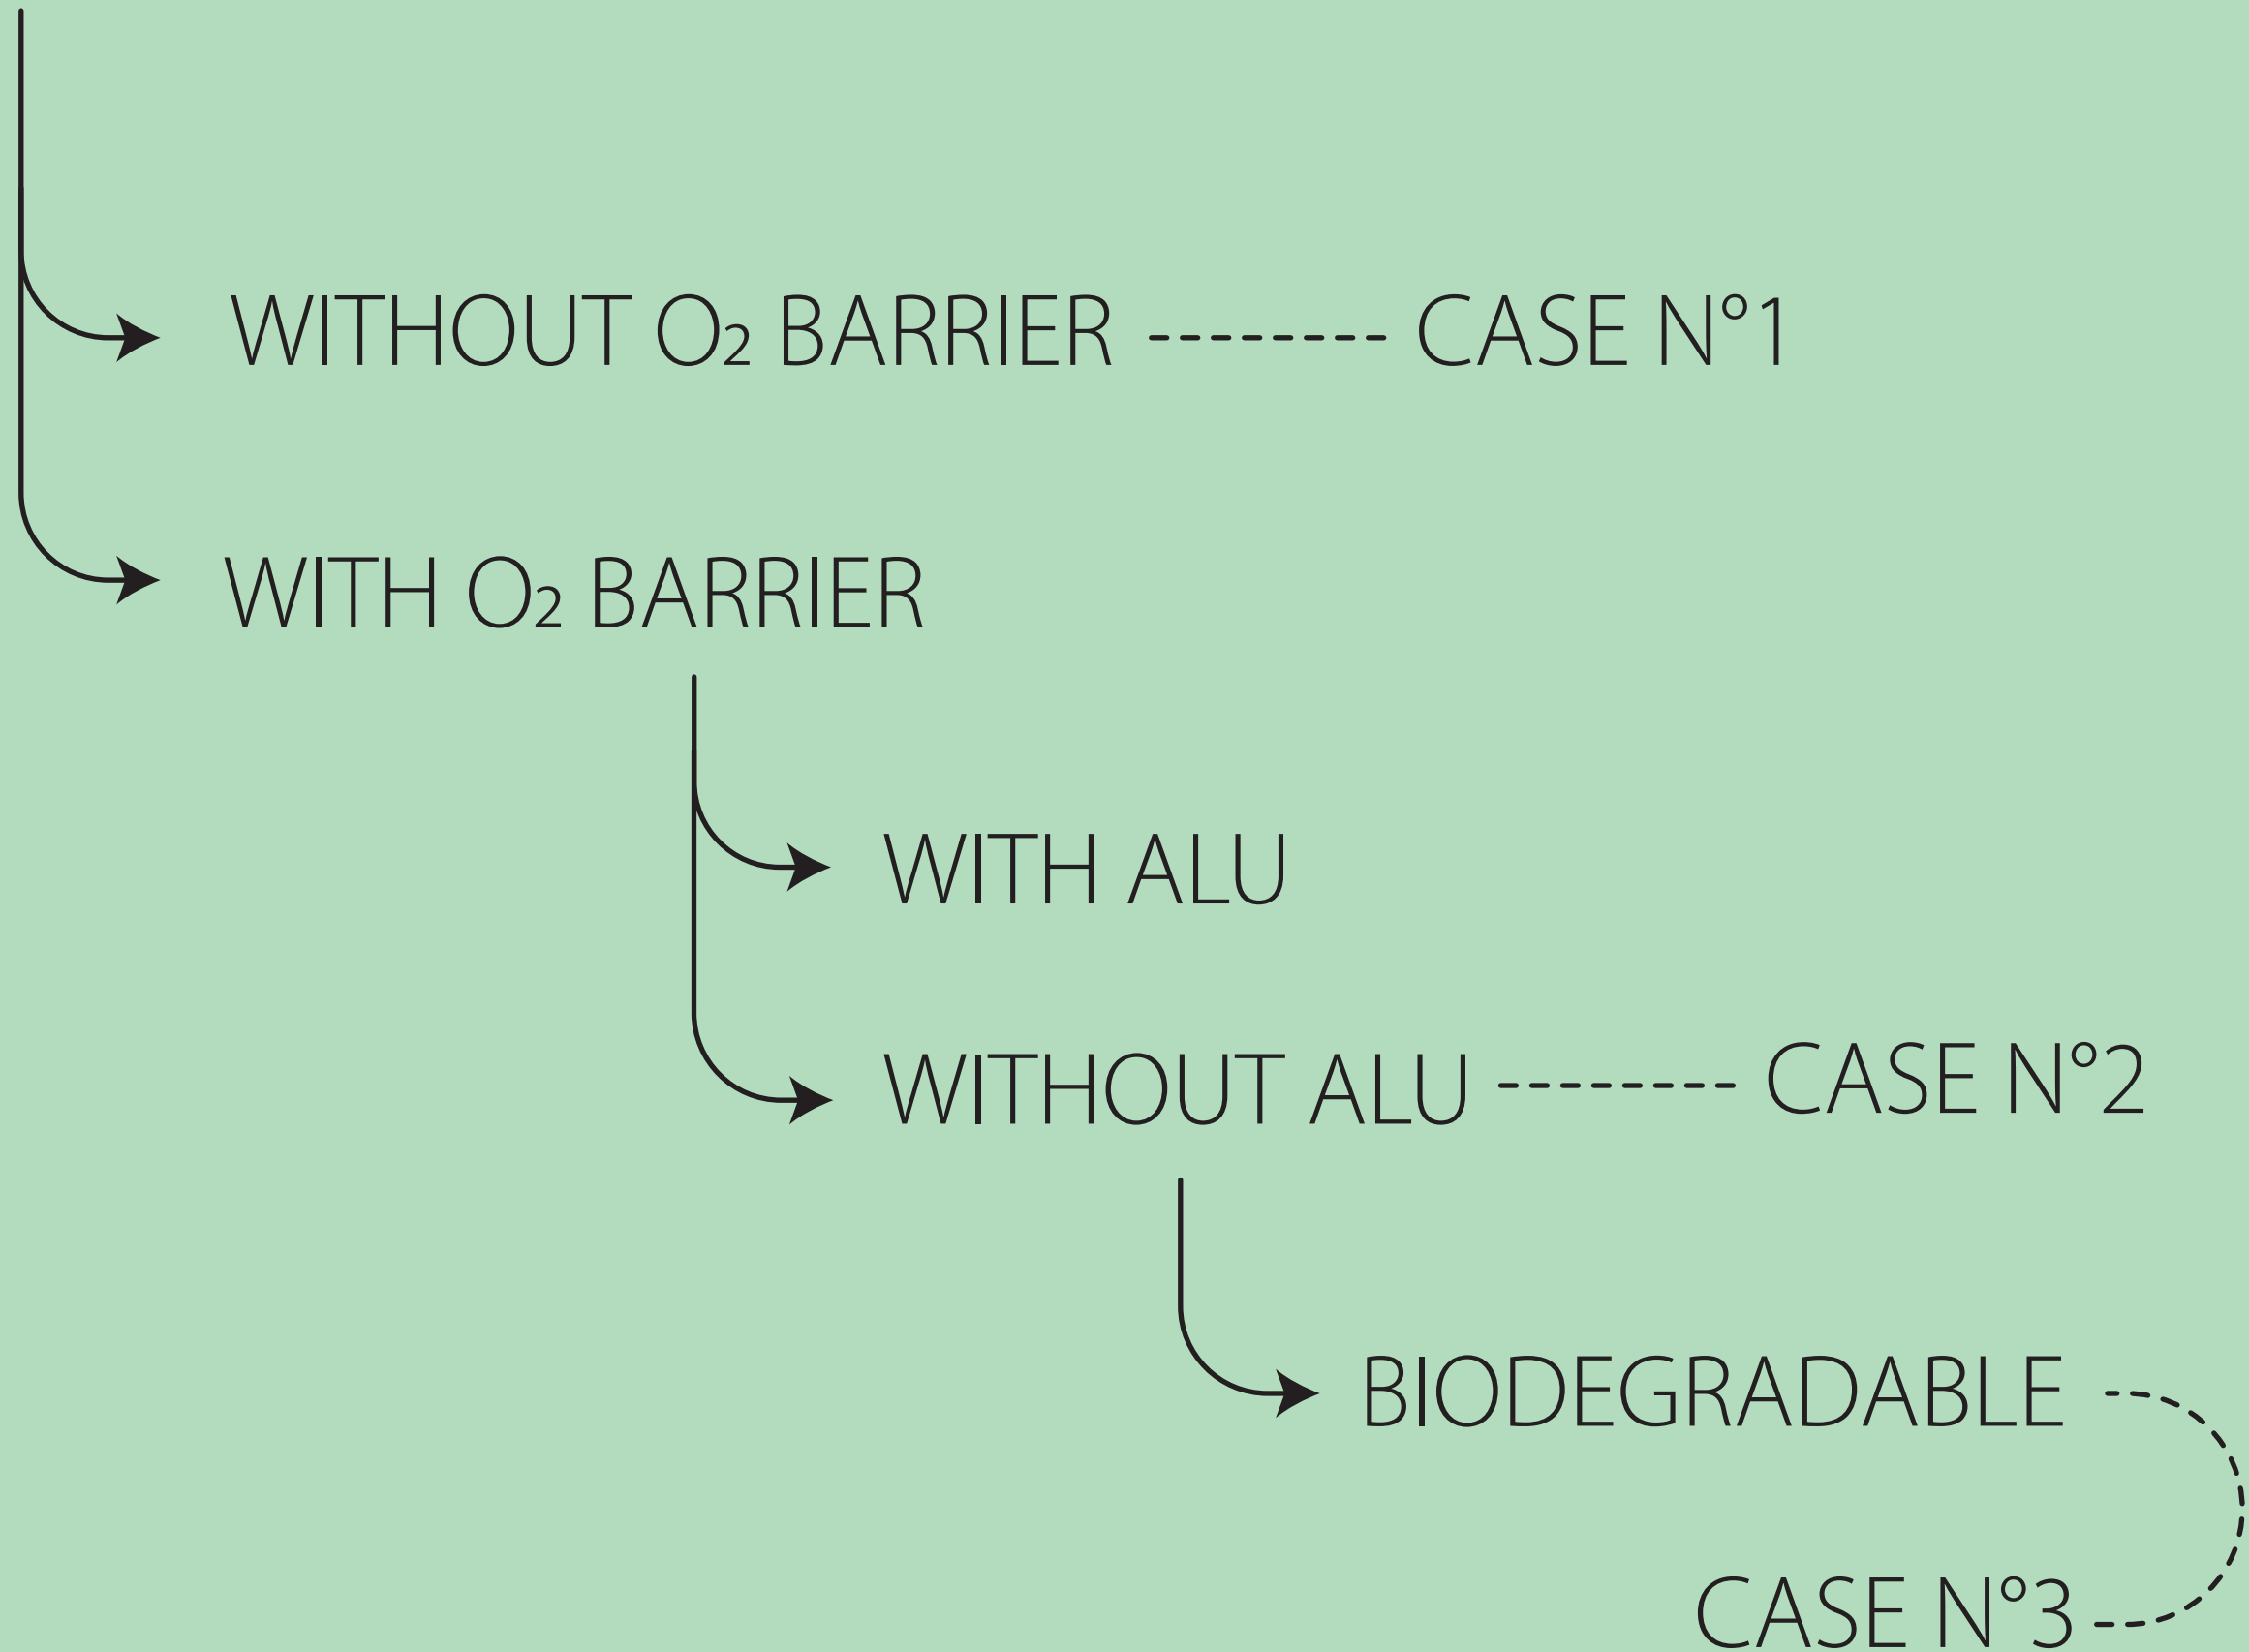 WITHOUT O₂ BARRIER CASE N°1
WITH O₂ BARRIER
WITH ALU
WITHOUT ALU CASE N°2
BIODEGRADABLE
CASE N°3